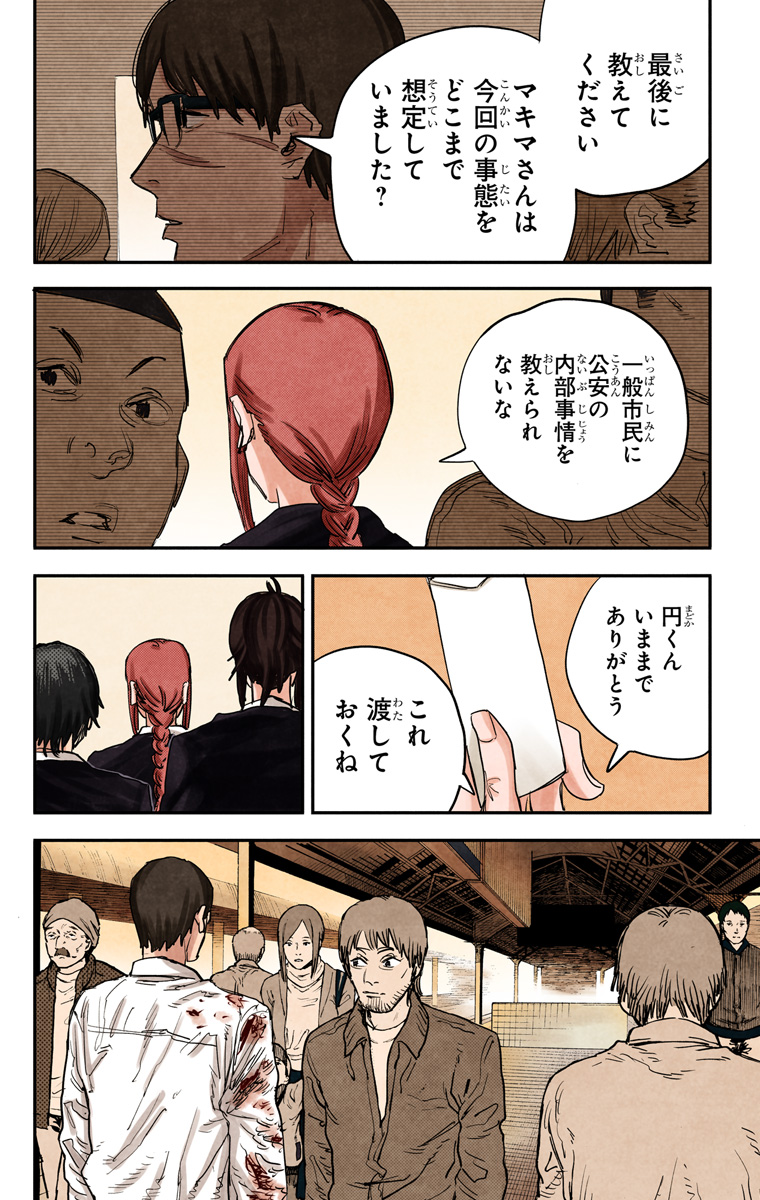 最後に
教えて
ください
マキマさんは
今回の事態を
どこまで
想定して
いました?
一般市民に
公安の
内部事情を
教えられ
ないな
円くん
いままで
ありがとう
これ
渡して
おくね